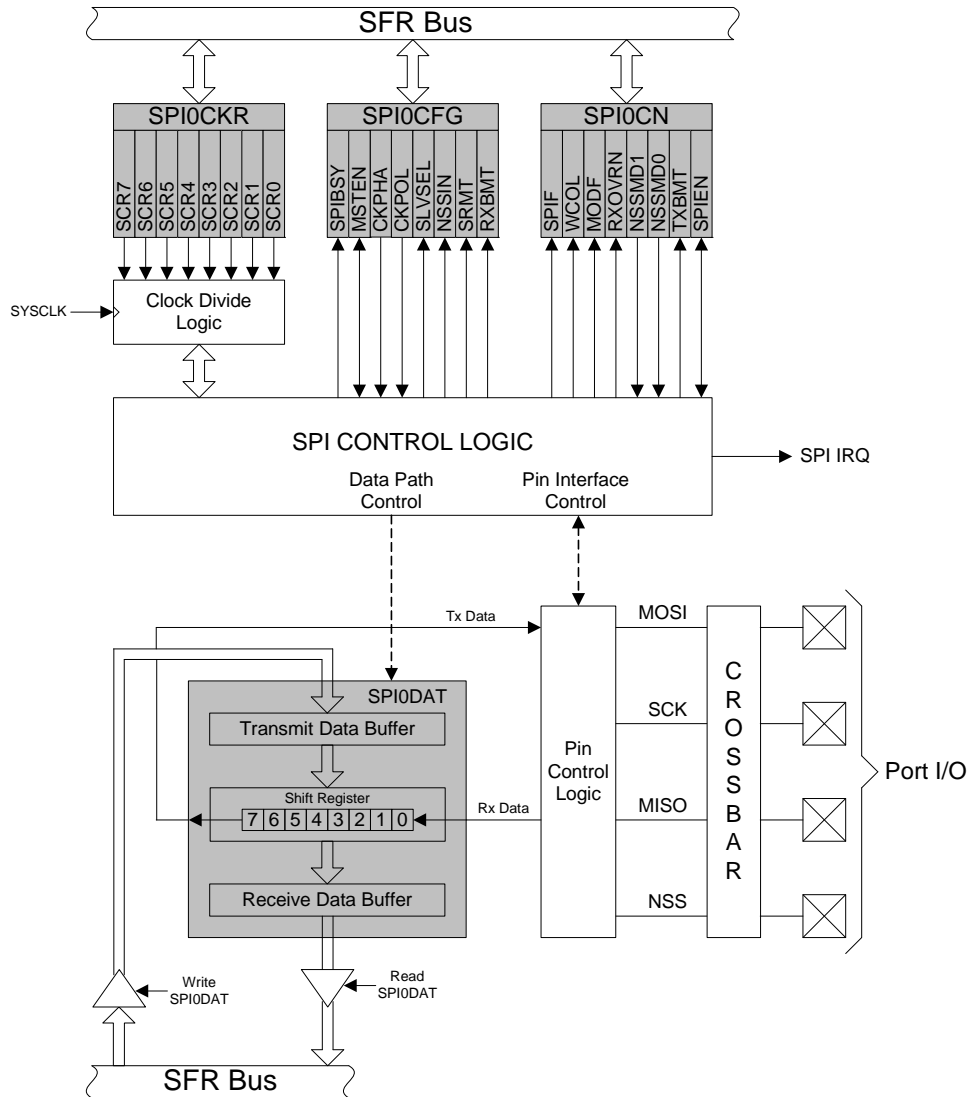 SFR Bus
SPI0CKR
SPI0CFG
SPI0CN
SCR7
SCR6
SCR5
SCR4
SCR3
SCR2
SCR1
SCR0
SPIBSY
MSTEN
CKPHA
CKPOL
SLVSEL
NSSIN
SRMT
RXBMT
SPIF
WCOL
MODF
RXOVRN
NSSMD1
NSSMD0
TXBMT
SPIEN
SYSCLK
Clock Divide
Logic
SPI CONTROL LOGIC
SPI IRQ
Data Path
Control
Pin Interface
Control
Tx Data
MOSI
SPI0DAT
Transmit Data Buffer
SCK
Shift Register
7 6 5 4 3 2 1 0
Rx Data
Pin
Control
Logic
MISO
CROSSBAR
Port I/O
Receive Data Buffer
NSS
Write
SPI0DAT
Read
SPI0DAT
SFR Bus